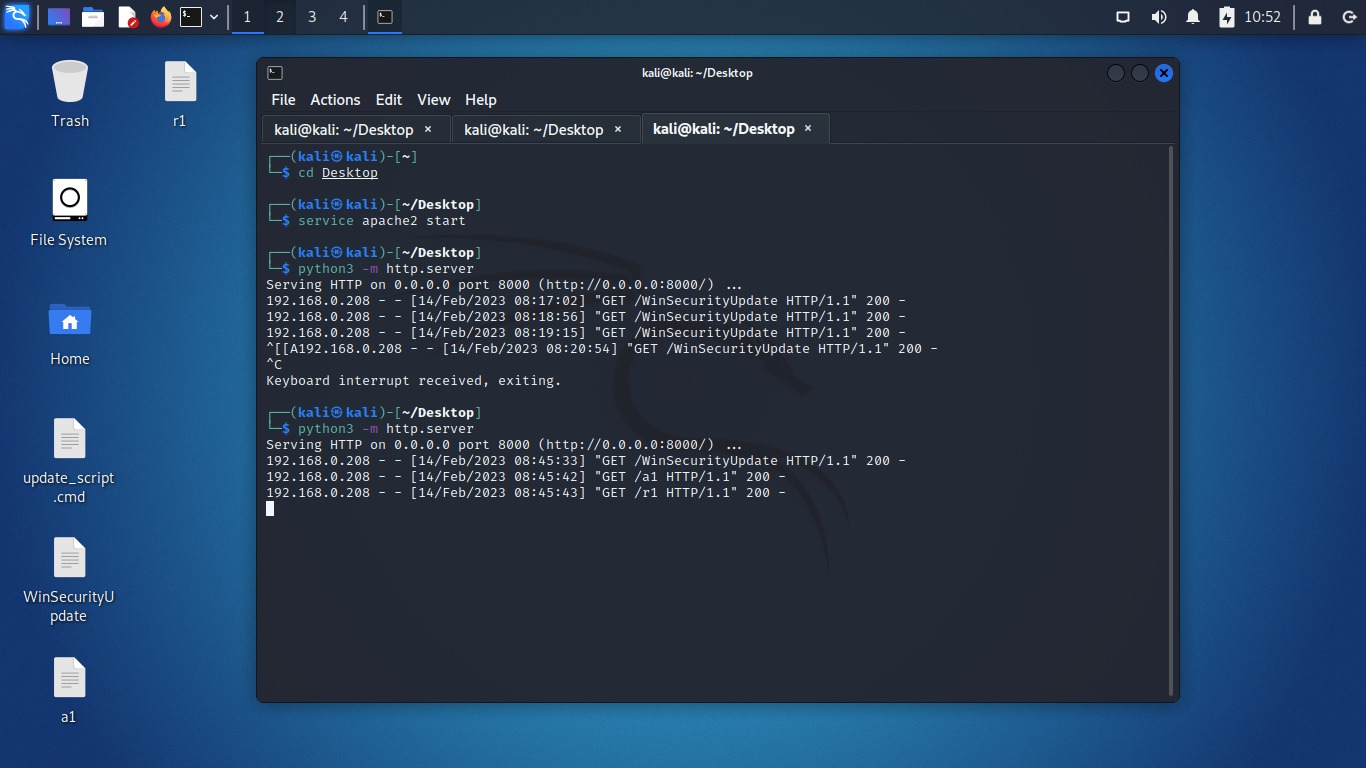 1 2 3 4 10:52
Trash
r1
File System
Home
update_script
.cmd
WinSecurityU
pdate
a1
kali@kali: ~/Desktop
File Actions Edit View Help
kali@kali: ~/Desktop × kali@kali: ~/Desktop × kali@kali: ~/Desktop ×
┌──(kali㉿kali)-[~]
└─$ cd Desktop
┌──(kali㉿kali)-[~/Desktop]
└─$ service apache2 start
┌──(kali㉿kali)-[~/Desktop]
└─$ python3 -m http.server
Serving HTTP on 0.0.0.0 port 8000 (http://0.0.0.0:8000/) ...
192.168.0.208 - - [14/Feb/2023 08:17:02] "GET /WinSecurityUpdate HTTP/1.1" 200 -
192.168.0.208 - - [14/Feb/2023 08:18:56] "GET /WinSecurityUpdate HTTP/1.1" 200 -
192.168.0.208 - - [14/Feb/2023 08:19:15] "GET /WinSecurityUpdate HTTP/1.1" 200 -
^[[A192.168.0.208 - - [14/Feb/2023 08:20:54] "GET /WinSecurityUpdate HTTP/1.1" 200 -
^C
Keyboard interrupt received, exiting.
┌──(kali㉿kali)-[~/Desktop]
└─$ python3 -m http.server
Serving HTTP on 0.0.0.0 port 8000 (http://0.0.0.0:8000/) ...
192.168.0.208 - - [14/Feb/2023 08:45:33] "GET /WinSecurityUpdate HTTP/1.1" 200 -
192.168.0.208 - - [14/Feb/2023 08:45:42] "GET /a1 HTTP/1.1" 200 -
192.168.0.208 - - [14/Feb/2023 08:45:43] "GET /r1 HTTP/1.1" 200 -